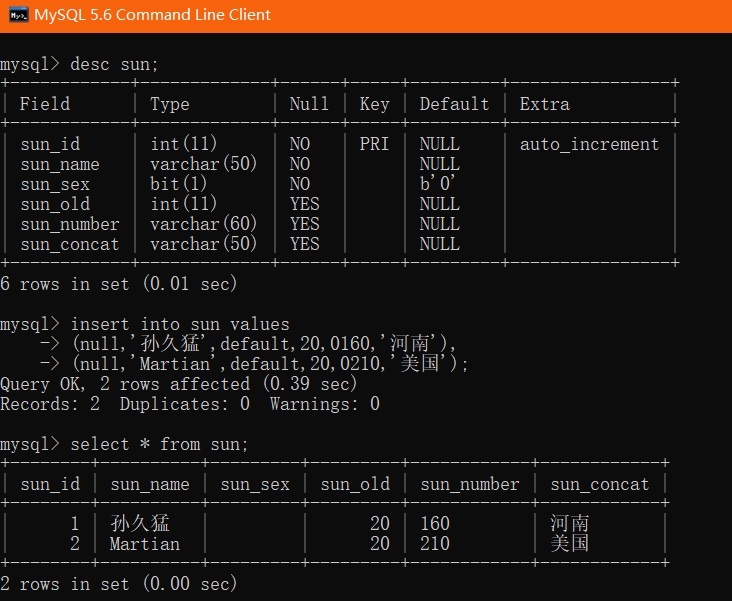 MySQL 5.6 Command Line Client
mysql> desc sun;
+------------+-------------+------+-----+---------+----------------+
| Field      | Type        | Null | Key | Default | Extra          |
+------------+-------------+------+-----+---------+----------------+
| sun_id     | int(11)     | NO   | PRI | NULL    | auto_increment |
| sun_name   | varchar(50) | NO   |     | NULL    |                |
| sun_sex    | bit(1)      | NO   |     | b'0'    |                |
| sun_old    | int(11)     | YES  |     | NULL    |                |
| sun_number | varchar(60) | YES  |     | NULL    |                |
| sun_concat | varchar(50) | YES  |     | NULL    |                |
+------------+-------------+------+-----+---------+----------------+
6 rows in set (0.01 sec)
mysql> insert into sun values
    -> (null,'孙久猛',default,20,0160,'河南'),
    -> (null,'Martian',default,20,0210,'美国');
Query OK, 2 rows affected (0.39 sec)
Records: 2  Duplicates: 0  Warnings: 0
mysql> select * from sun;
+--------+----------+---------+---------+------------+------------+
| sun_id | sun_name | sun_sex | sun_old | sun_number | sun_concat |
+--------+----------+---------+---------+------------+------------+
|      1 | 孙久猛   |         |      20 | 160        | 河南       |
|      2 | Martian  |         |      20 | 210        | 美国       |
+--------+----------+---------+---------+------------+------------+
2 rows in set (0.00 sec)